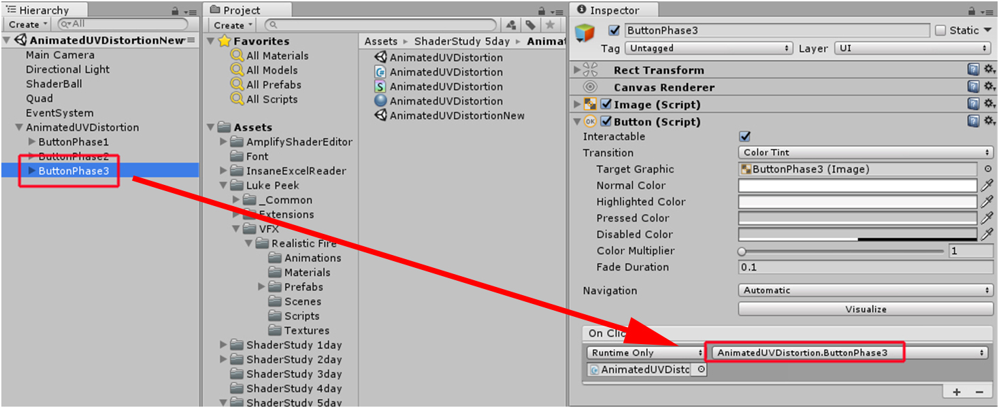 Hierarchy
Create
All
AnimatedUVDistortionNew
Main Camera
Directional Light
ShaderBall
Quad
EventSystem
AnimatedUVDistortion
ButtonPhase1
ButtonPhase2
ButtonPhase3
Project
Create
Favorites
All Materials
All Models
All Prefabs
All Scripts
Assets
AmplifyShaderEditor
Font
InsaneExcelReader
Luke Peek
_Common
Extensions
VFX
Realistic Fire
Animations
Materials
Prefabs
Scenes
Scripts
Textures
ShaderStudy 1day
ShaderStudy 2day
ShaderStudy 3day
ShaderStudy 4day
ShaderStudy 5day
Assets ▸ ShaderStudy 5day ▸ Animat
AnimatedUVDistortion
AnimatedUVDistortion
AnimatedUVDistortion
AnimatedUVDistortion
AnimatedUVDistortionNew
Inspector
ButtonPhase3 Static
Tag Untagged Layer UI
Rect Transform
Canvas Renderer
Image (Script)
OK Button (Script)
Interactable
Transition Color Tint
Target Graphic ButtonPhase3 (Image)
Normal Color
Highlighted Color
Pressed Color
Disabled Color
Color Multiplier 1
Fade Duration 0.1
Navigation Automatic
Visualize
On Clic
Runtime Only AnimatedUVDistortion.ButtonPhase3
AnimatedUVDistc
+ −